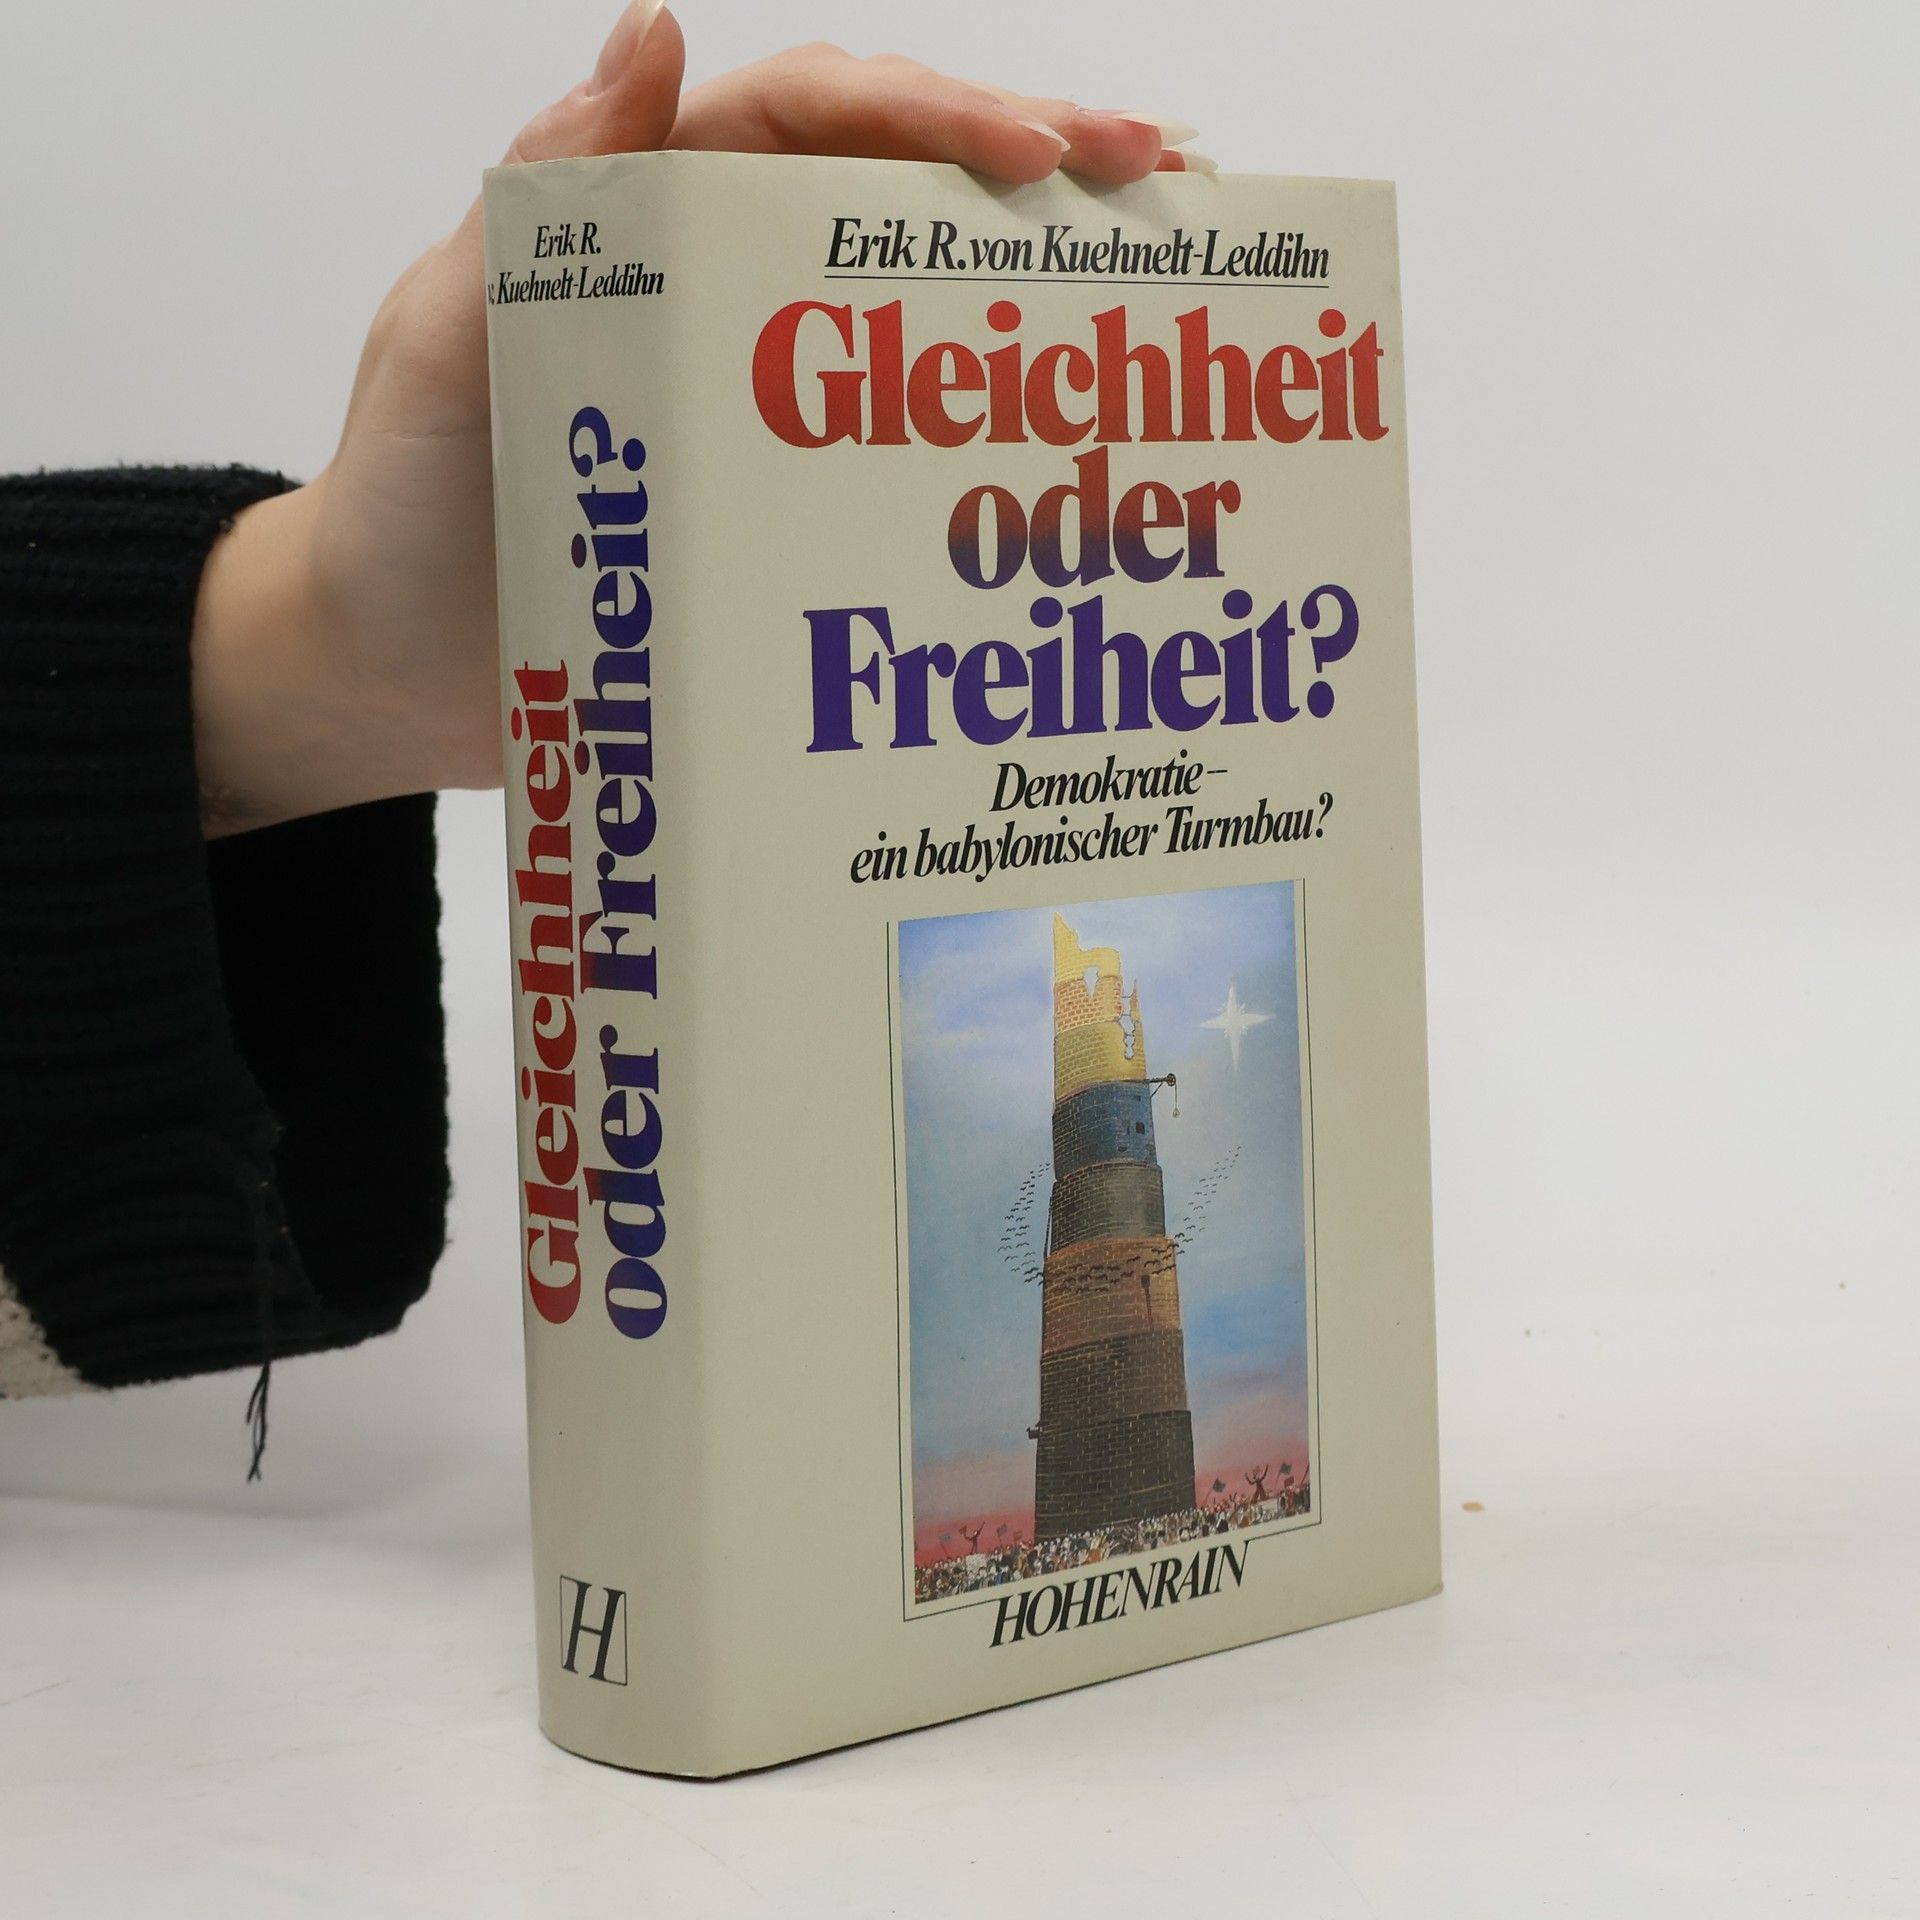 Erik R.
v. Kuehnelt-Leddihn
Gleichheit
oder Freiheit?
H
Erik R. von Kuehnelt-Leddihn
Gleichheit
oder
Freiheit?
Demokratie –
ein babylonischer Turmbau?
HOHENRAIN